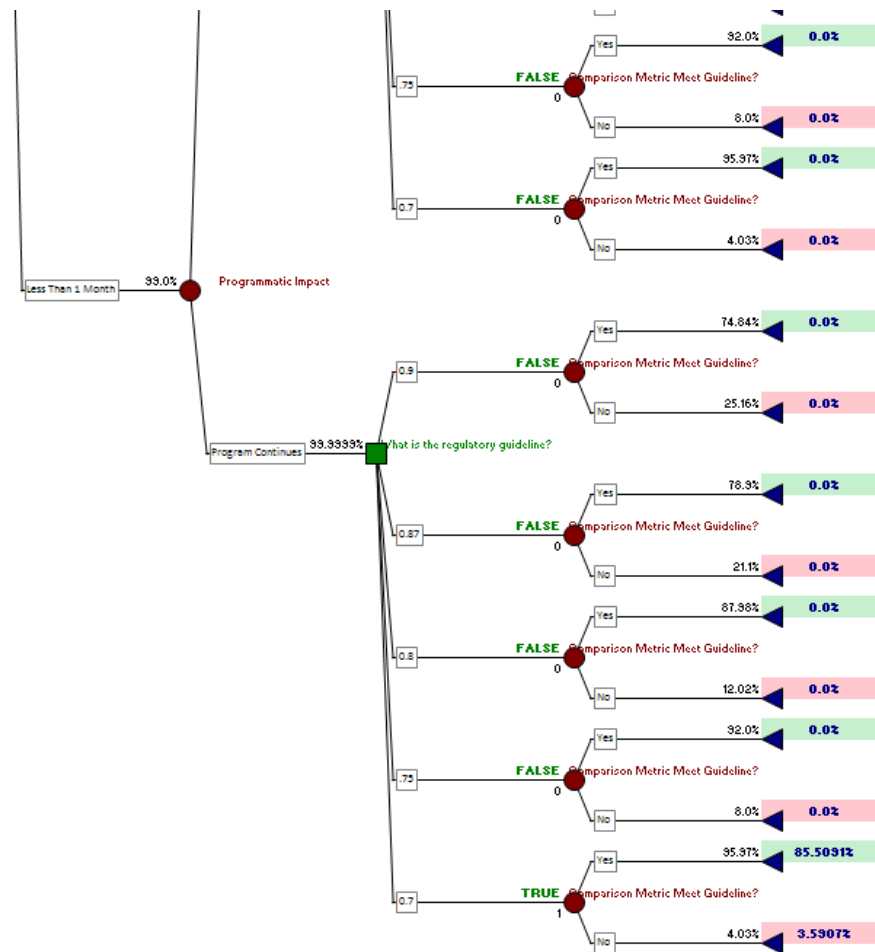 Yes 92.0% 0.0%
.75 FALSE Comparison Metric Meet Guideline?
0
No 8.0% 0.0%
Yes 95.97% 0.0%
0.7 FALSE Comparison Metric Meet Guideline?
0
No 4.03% 0.0%
Less Than 1 Month 99.0% Programmatic Impact
Yes 74.84% 0.0%
0.9 FALSE Comparison Metric Meet Guideline?
0
No 25.16% 0.0%
Program Continues 99.9999% What is the regulatory guideline?
Yes 78.9% 0.0%
0.87 FALSE Comparison Metric Meet Guideline?
0
No 21.1% 0.0%
Yes 87.98% 0.0%
0.8 FALSE Comparison Metric Meet Guideline?
0
No 12.02% 0.0%
Yes 92.0% 0.0%
.75 FALSE Comparison Metric Meet Guideline?
0
No 8.0% 0.0%
Yes 95.97% 85.5091%
0.7 TRUE Comparison Metric Meet Guideline?
1
No 4.03% 3.5907%